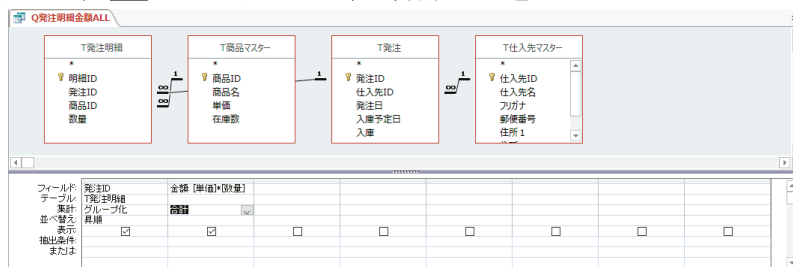 Q発注明細金額ALL
T発注明細
*
明細ID
発注ID
商品ID
数量
T商品マスター
*
商品ID
商品名
単価
在庫数
T発注
*
発注ID
仕入先ID
発注日
入庫予定日
入庫
T仕入先マスター
*
仕入先ID
仕入先名
フリガナ
郵便番号
住所1
∞ 1
∞ 1
∞ 1
フィールド: 発注ID 金額: [単価]*[数量]
テーブル: T発注明細
集計: グループ化 合計
並べ替え: 昇順
表示:
抽出条件:
または: